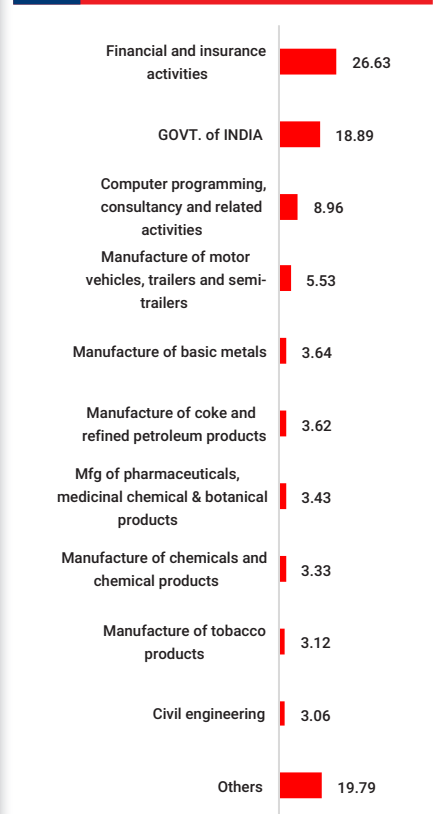 Financial and insurance
activities
26.63
GOVT. of INDIA
18.89
Computer programming,
consultancy and related
activities
8.96
Manufacture of motor
vehicles, trailers and semi-
trailers
5.53
Manufacture of basic metals
3.64
Manufacture of coke and
refined petroleum products
3.62
Mfg of pharmaceuticals,
medicinal chemical & botanical
products
3.43
Manufacture of chemicals and
chemical products
3.33
Manufacture of tobacco
products
3.12
Civil engineering
3.06
Others
19.79